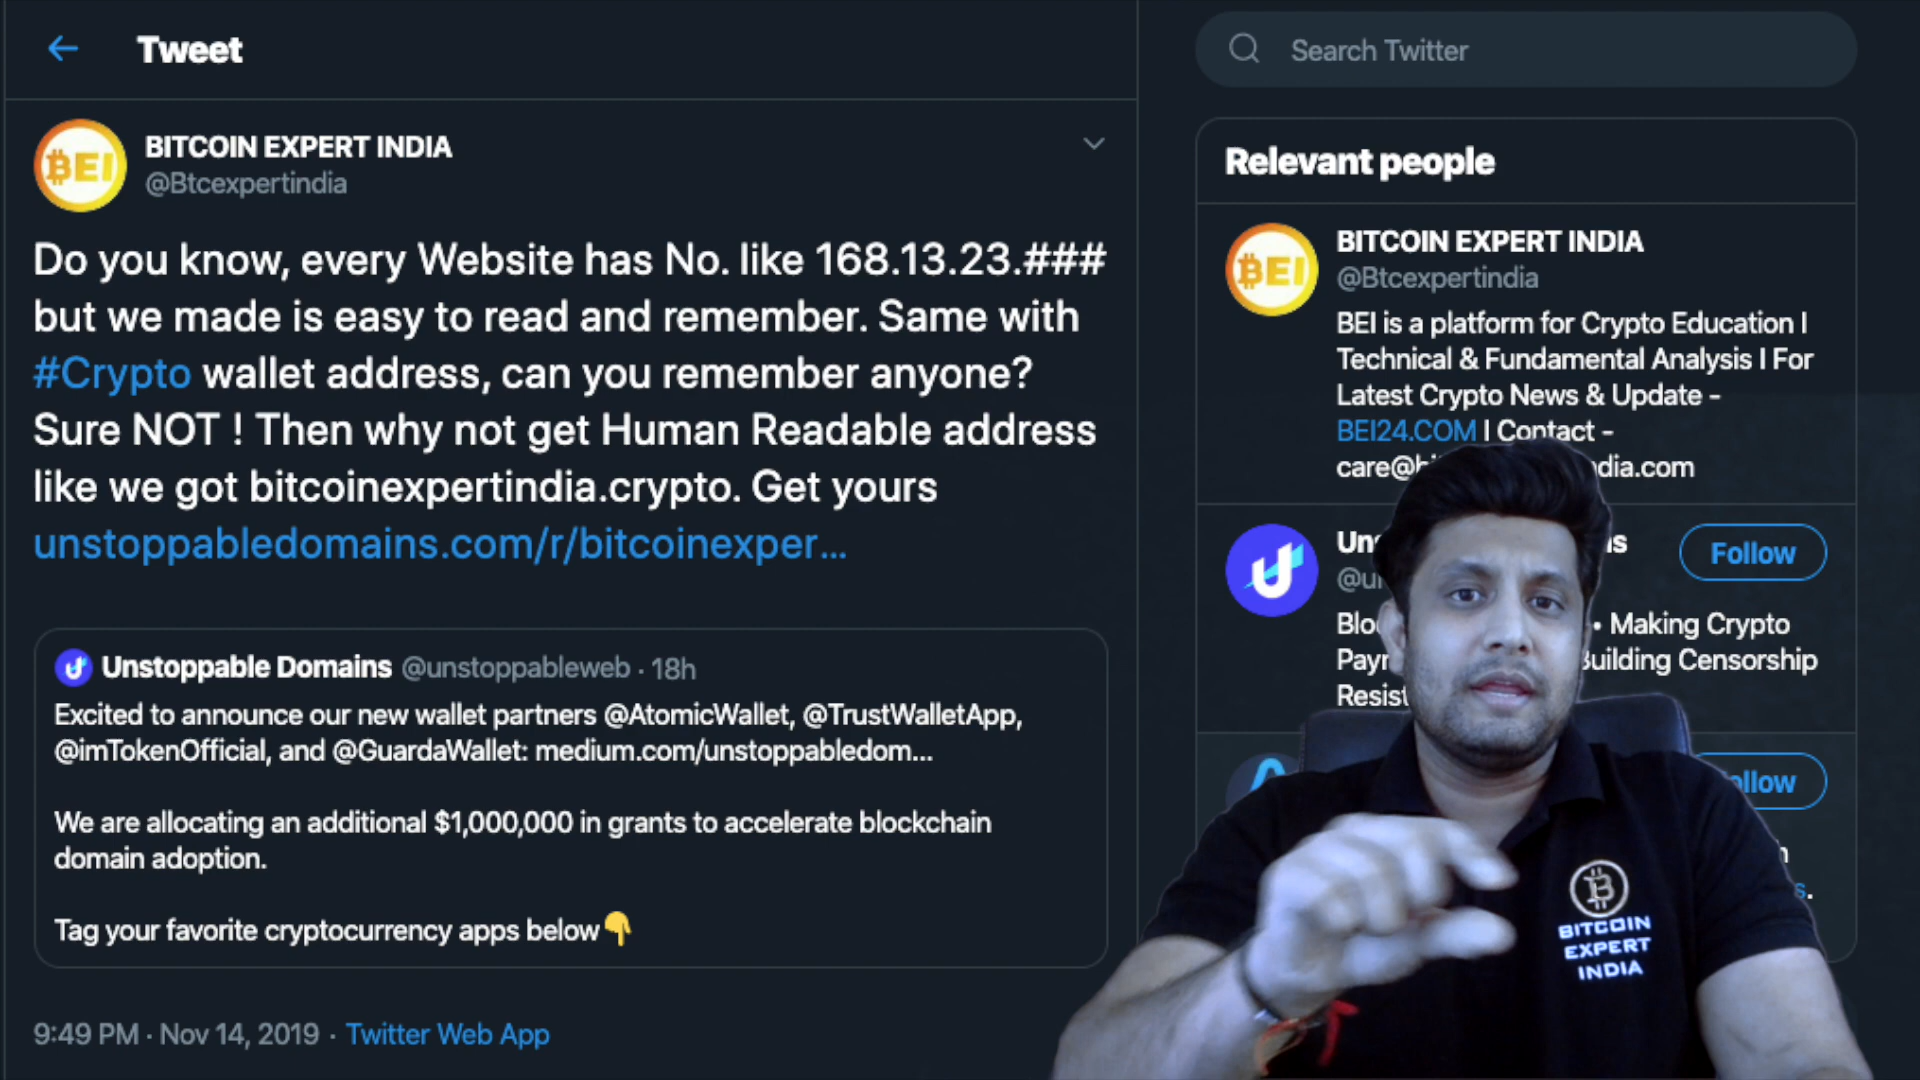 Tweet
Search Twitter
BEI
BITCOIN EXPERT INDIA
@Btcexpertindia
Do you know, every Website has No. like 168.13.23.###
but we made is easy to read and remember. Same with
#Crypto wallet address, can you remember anyone?
Sure NOT ! Then why not get Human Readable address
like we got bitcoinexpertindia.crypto. Get yours
unstoppabledomains.com/r/bitcoinexper...
Unstoppable Domains @unstoppableweb · 18h
Excited to announce our new wallet partners @AtomicWallet, @TrustWalletApp,
@imTokenOfficial, and @GuardaWallet: medium.com/unstoppabledom...
We are allocating an additional $1,000,000 in grants to accelerate blockchain
domain adoption.
Tag your favorite cryptocurrency apps below👇
9:49 PM · Nov 14, 2019 · Twitter Web App
Relevant people
BEI
BITCOIN EXPERT INDIA
@Btcexpertindia
BEI is a platform for Crypto Education I
Technical & Fundamental Analysis I For
Latest Crypto News & Update -
BEI24.COM I Contact -
Follow
• Making Crypto
Building Censorship
BITCOIN
EXPERT
INDIA